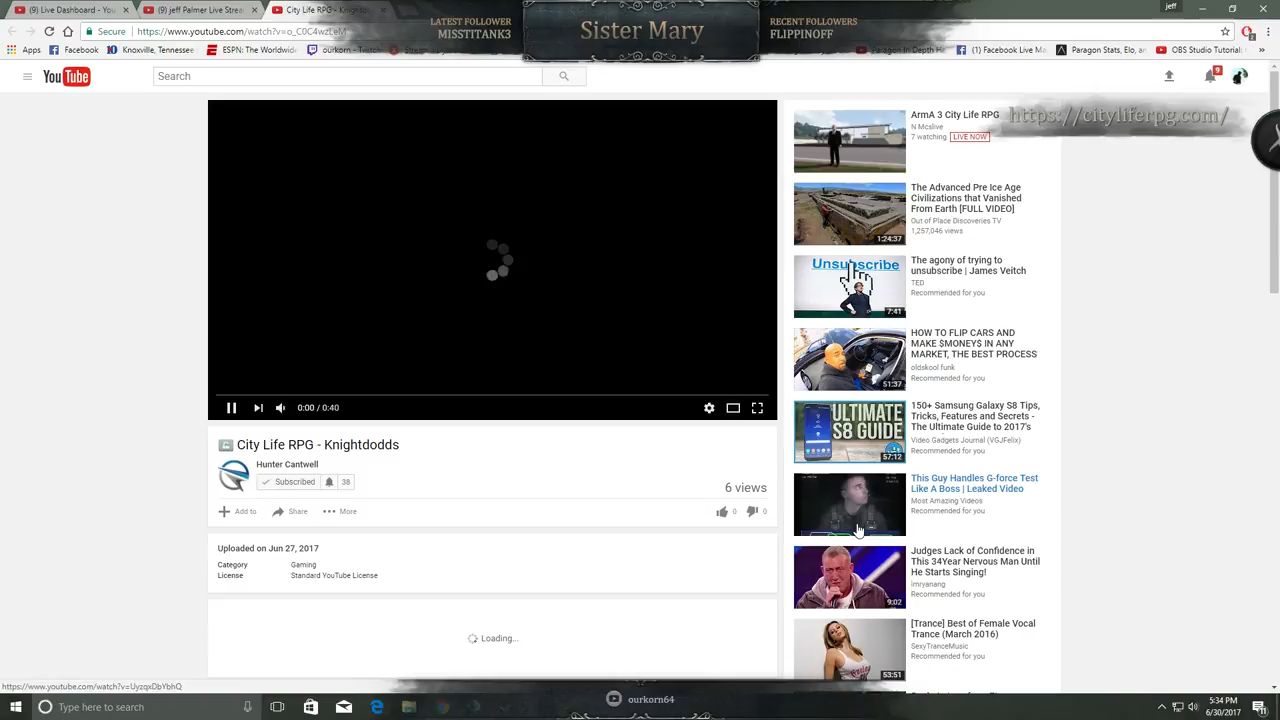 (1) YouTube
jeff Palmer Stream
City Life RPG - Knight
jeff
LATEST FOLLOWER
MISSTITANK3
Sister Mary
RECENT FOLLOWERS
FLIPPINOFF
Secure
https://www.youtube.com/watch?v=o_C0C4wzLeM
Apps
Facebook
Knoxville, Tennessee
ESPN: The Worldwide
Twitch
YouTube Live Dashboard
Paragon In Depth
(1) Facebook Live Ma
Paragon Stats, Elo, an
OBS Studio Tutorials
YouTube
Search
9
https://cityliferpg.com/
ArmA 3 City Life RPG
N Mcslive
7 watching LIVE NOW
The Advanced Pre Ice Age
Civilizations that Vanished
From Earth [FULL VIDEO]
Out of Place Discoveries TV
1,257,046 views
1:24:37
Unsubscribe
The agony of trying to
unsubscribe | James Veitch
TED
Recommended for you
7:41
HOW TO FLIP CARS AND
MAKE $MONEY$ IN ANY
MARKET, THE BEST PROCESS
oldskool funk
Recommended for you
51:37
0:00 / 0:40
ULTIMATE
S8 GUIDE
150+ Samsung Galaxy S8 Tips,
Tricks, Features and Secrets -
The Ultimate Guide to 2017's
Video Gadgets Journal (VGJFelix)
Recommended for you
57:12
City Life RPG - Knightdodds
Hunter Cantwell
Subscribed 38
6 views
Add to
Share
More
0
0
This Guy Handles G-force Test
Like A Boss | Leaked Video
Most Amazing Videos
Recommended for you
Uploaded on Jun 27, 2017
Category Gaming
License Standard YouTube License
Judges Lack of Confidence in
This 34Year Nervous Man Until
He Starts Singing!
imryanang
Recommended for you
9:02
Loading...
[Trance] Best of Female Vocal
Trance (March 2016)
SexyTranceMusic
Recommended for you
53:51
https://www.youtube.com/watch?v=UyzqxDbYbhQ
ourkorn64
Type here to search
5:34 PM
6/30/2017